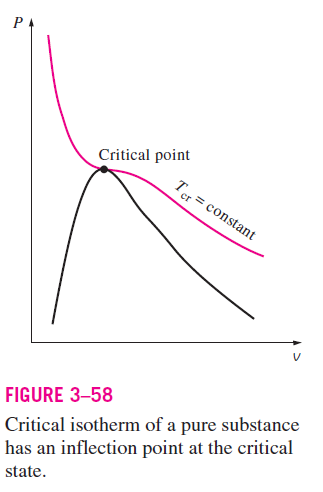 P
Critical point
T_cr = constant
v
FIGURE 3–58
Critical isotherm of a pure substance
has an inflection point at the critical
state.